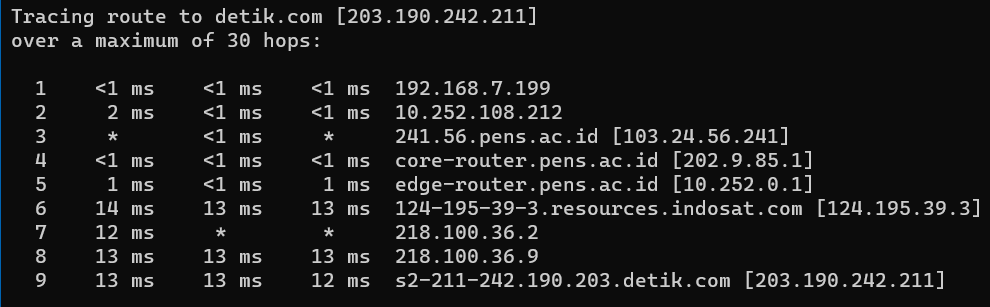 Tracing route to detik.com [203.190.242.211]
over a maximum of 30 hops:

  1    <1 ms    <1 ms    <1 ms  192.168.7.199
  2     2 ms    <1 ms    <1 ms  10.252.108.212
  3     *       <1 ms     *     241.56.pens.ac.id [103.24.56.241]
  4    <1 ms    <1 ms    <1 ms  core-router.pens.ac.id [202.9.85.1]
  5     1 ms    <1 ms     1 ms  edge-router.pens.ac.id [10.252.0.1]
  6    14 ms    13 ms    13 ms  124-195-39-3.resources.indosat.com [124.195.39.3]
  7    12 ms     *        *     218.100.36.2
  8    13 ms    13 ms    13 ms  218.100.36.9
  9    13 ms    13 ms    12 ms  s2-211-242.190.203.detik.com [203.190.242.211]